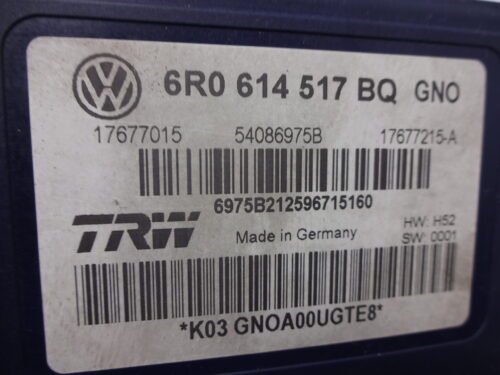 6R0 614 517 BQ GNO
17677015 54086975B 17677215-A
6975B212596715160
TRW Made in Germany HW: H52
SW: 0001
*K03 GNOA00UGTE8*